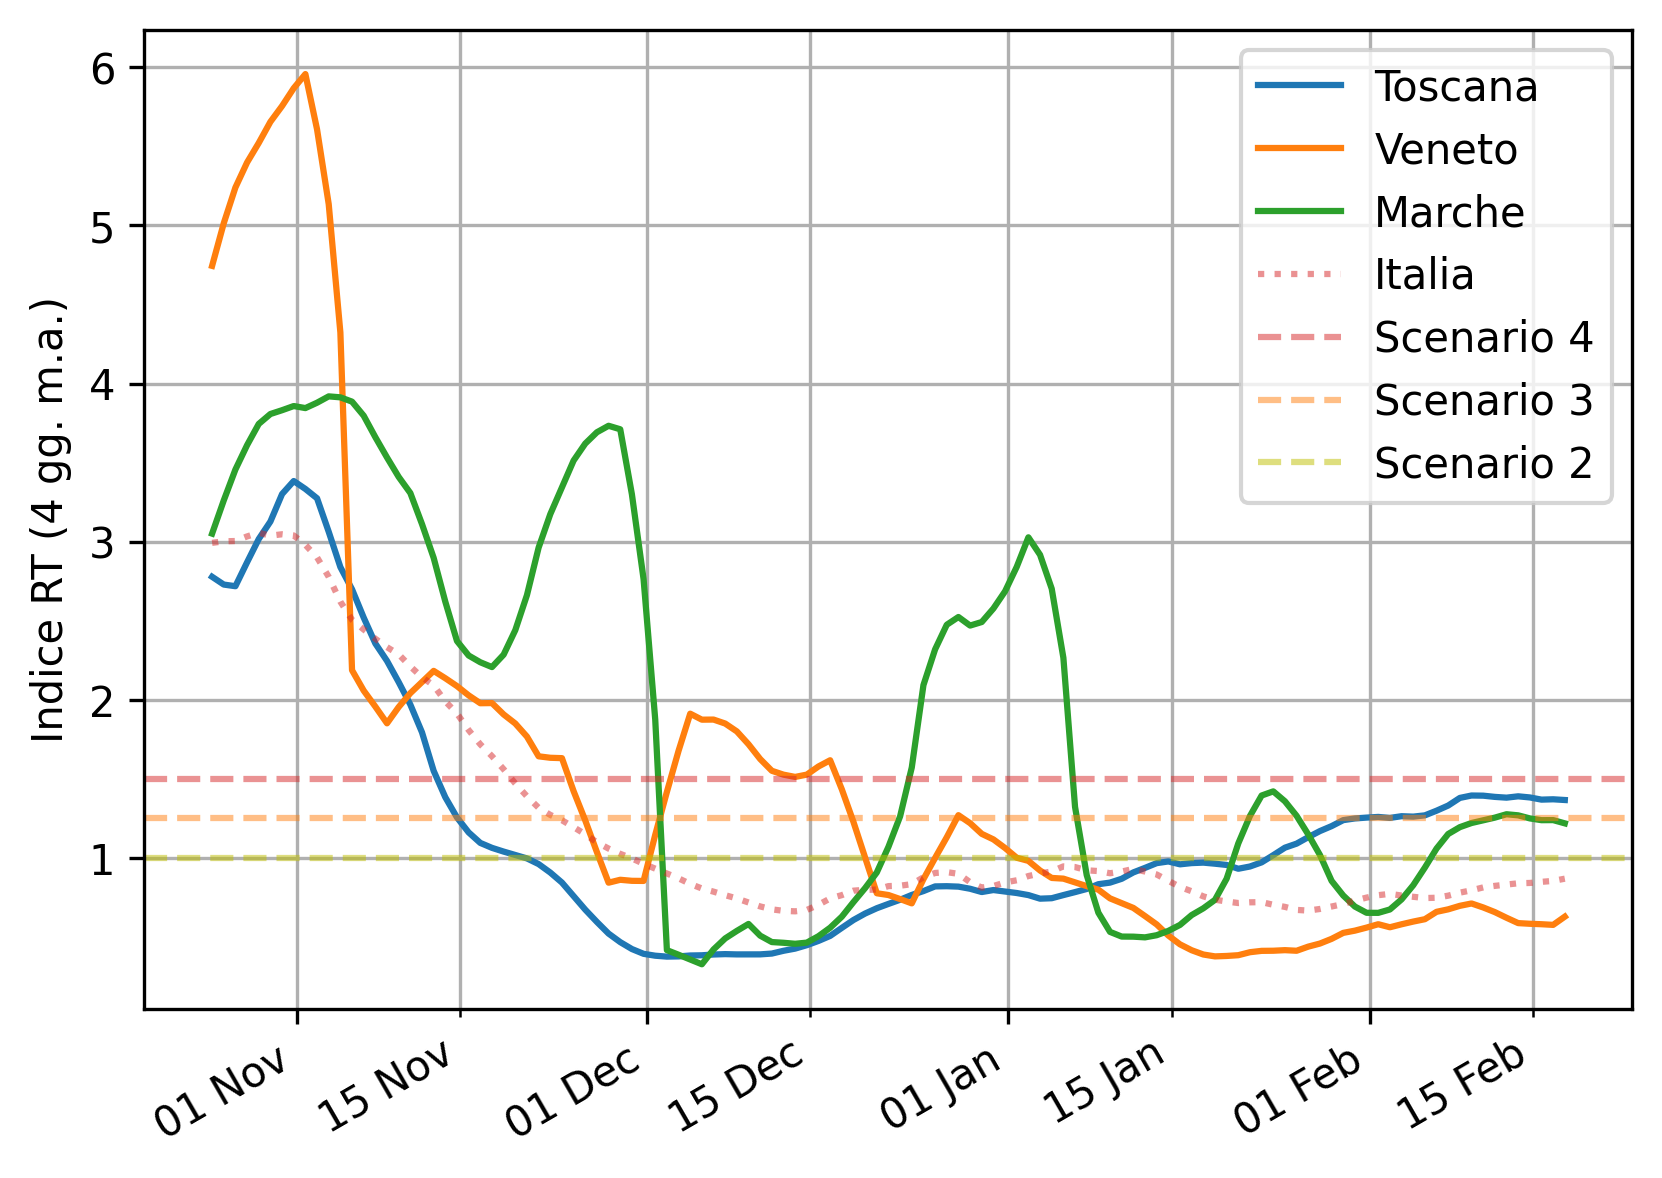 Indice RT (4 gg. m.a.)
6
5
4
3
2
1
Toscana
Veneto
Marche
Italia
Scenario 4
Scenario 3
Scenario 2
01 Nov
15 Nov
01 Dec
15 Dec
01 Jan
15 Jan
01 Feb
15 Feb